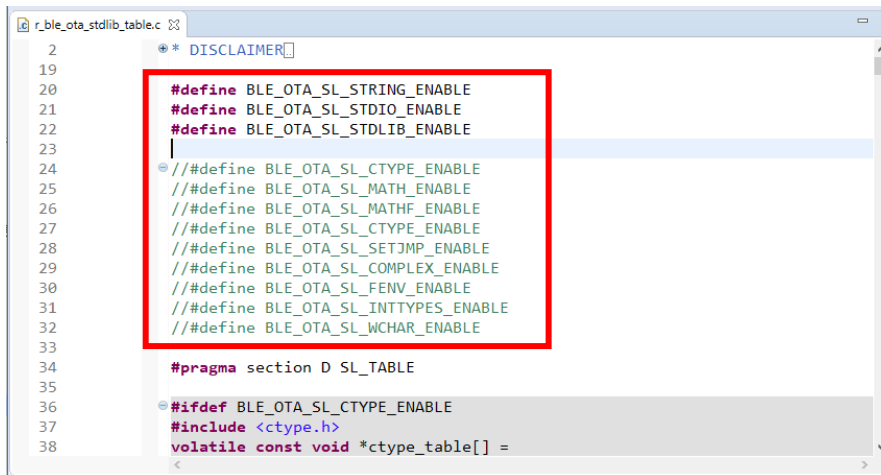 r_ble_ota_stdlib_table.c
2 * DISCLAIMER
19
20 #define BLE_OTA_SL_STRING_ENABLE
21 #define BLE_OTA_SL_STDIO_ENABLE
22 #define BLE_OTA_SL_STDLIB_ENABLE
23
24 //#define BLE_OTA_SL_CTYPE_ENABLE
25 //#define BLE_OTA_SL_MATH_ENABLE
26 //#define BLE_OTA_SL_MATHF_ENABLE
27 //#define BLE_OTA_SL_CTYPE_ENABLE
28 //#define BLE_OTA_SL_SETJMP_ENABLE
29 //#define BLE_OTA_SL_COMPLEX_ENABLE
30 //#define BLE_OTA_SL_FENV_ENABLE
31 //#define BLE_OTA_SL_INTTYPES_ENABLE
32 //#define BLE_OTA_SL_WCHAR_ENABLE
33
34 #pragma section D SL_TABLE
35
36 #ifdef BLE_OTA_SL_CTYPE_ENABLE
37 #include <ctype.h>
38 volatile const void *ctype_table[] =